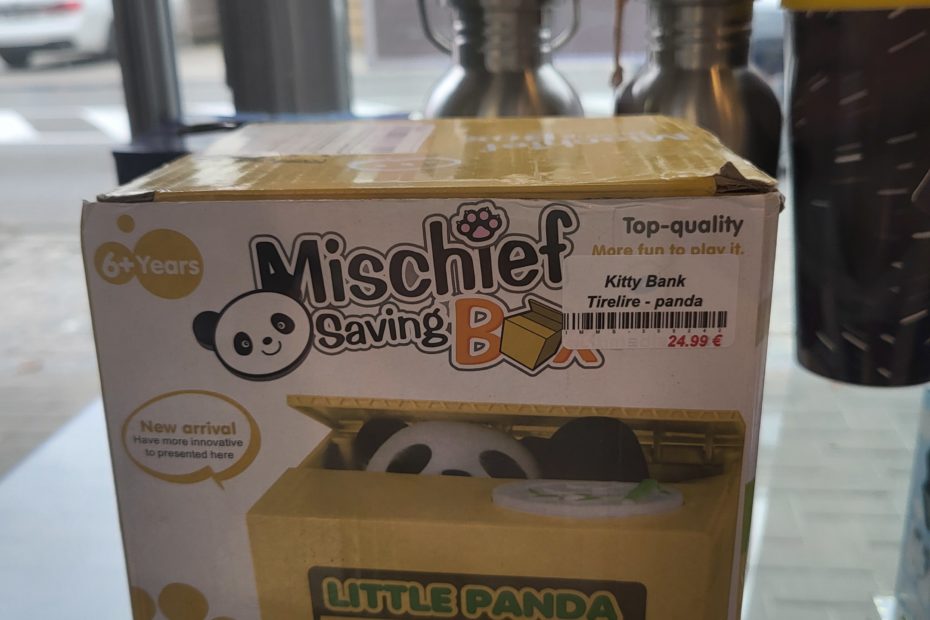 6+ Years
Mischief
Saving Box
Top-quality
More fun to play it.
Kitty Bank
Tirelire - panda
24.99 €
New arrival
Have more innovative
to presented here
LITTLE PANDA